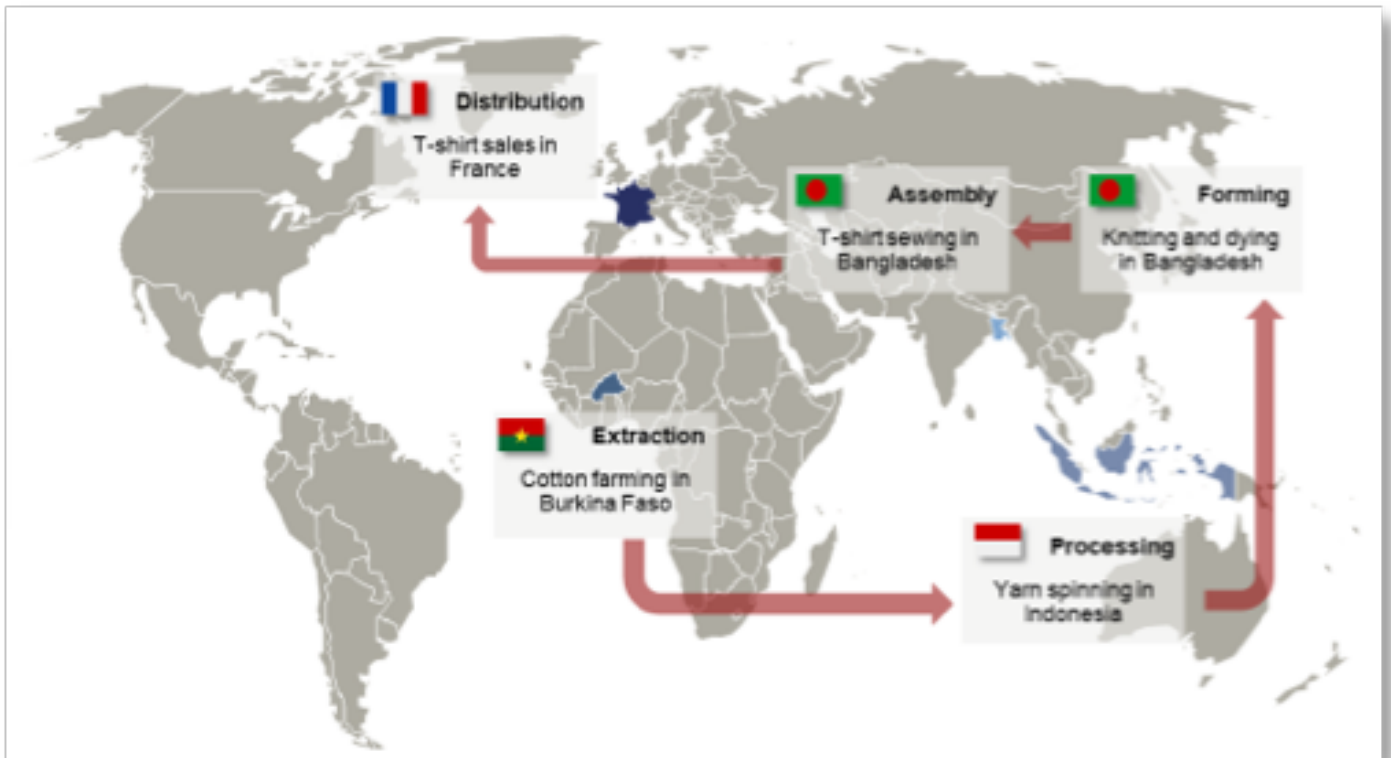 Distribution
T-shirt sales in
France
Assembly
T-shirt sewing in
Bangladesh
Forming
Knitting and dying
in Bangladesh
Extraction
Cotton farming in
Burkina Faso
Processing
Yarn spinning in
Indonesia